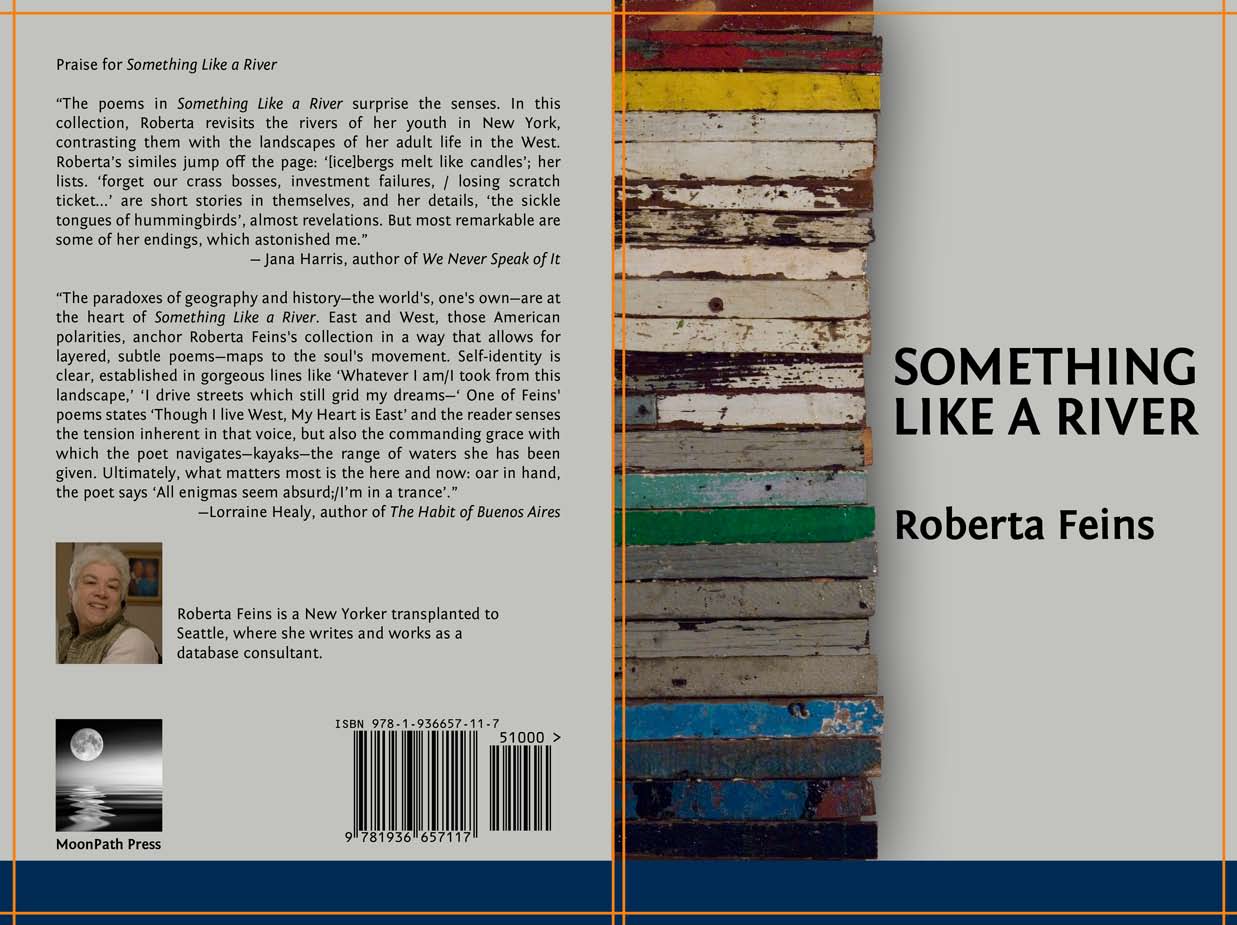 Praise for Something Like a River
“The poems in Something Like a River surprise the senses. In this
collection, Roberta revisits the rivers of her youth in New York,
contrasting them with the landscapes of her adult life in the West.
Roberta’s similes jump off the page: ‘[ice]bergs melt like candles’; her
lists. ‘forget our crass bosses, investment failures, / losing scratch
ticket...’ are short stories in themselves, and her details, ‘the sickle
tongues of hummingbirds’, almost revelations. But most remarkable are
some of her endings, which astonished me.”
— Jana Harris, author of We Never Speak of It
“The paradoxes of geography and history—the world's, one's own—are at
the heart of Something Like a River. East and West, those American
polarities, anchor Roberta Feins's collection in a way that allows for
layered, subtle poems—maps to the soul's movement. Self-identity is
clear, established in gorgeous lines like ‘Whatever I am/I took from this
landscape,’ ‘I drive streets which still grid my dreams—‘ One of Feins'
poems states ‘Though I live West, My Heart is East’ and the reader senses
the tension inherent in that voice, but also the commanding grace with
which the poet navigates—kayaks—the range of waters she has been
given. Ultimately, what matters most is the here and now: oar in hand,
the poet says ‘All enigmas seem absurd;/I’m in a trance’.”
—Lorraine Healy, author of The Habit of Buenos Aires
Roberta Feins is a New Yorker transplanted to
Seattle, where she writes and works as a
database consultant.
MoonPath Press
ISBN 978-1-936657-11-7
51000 >
9 781936 657117
SOMETHING
LIKE A RIVER
Roberta Feins